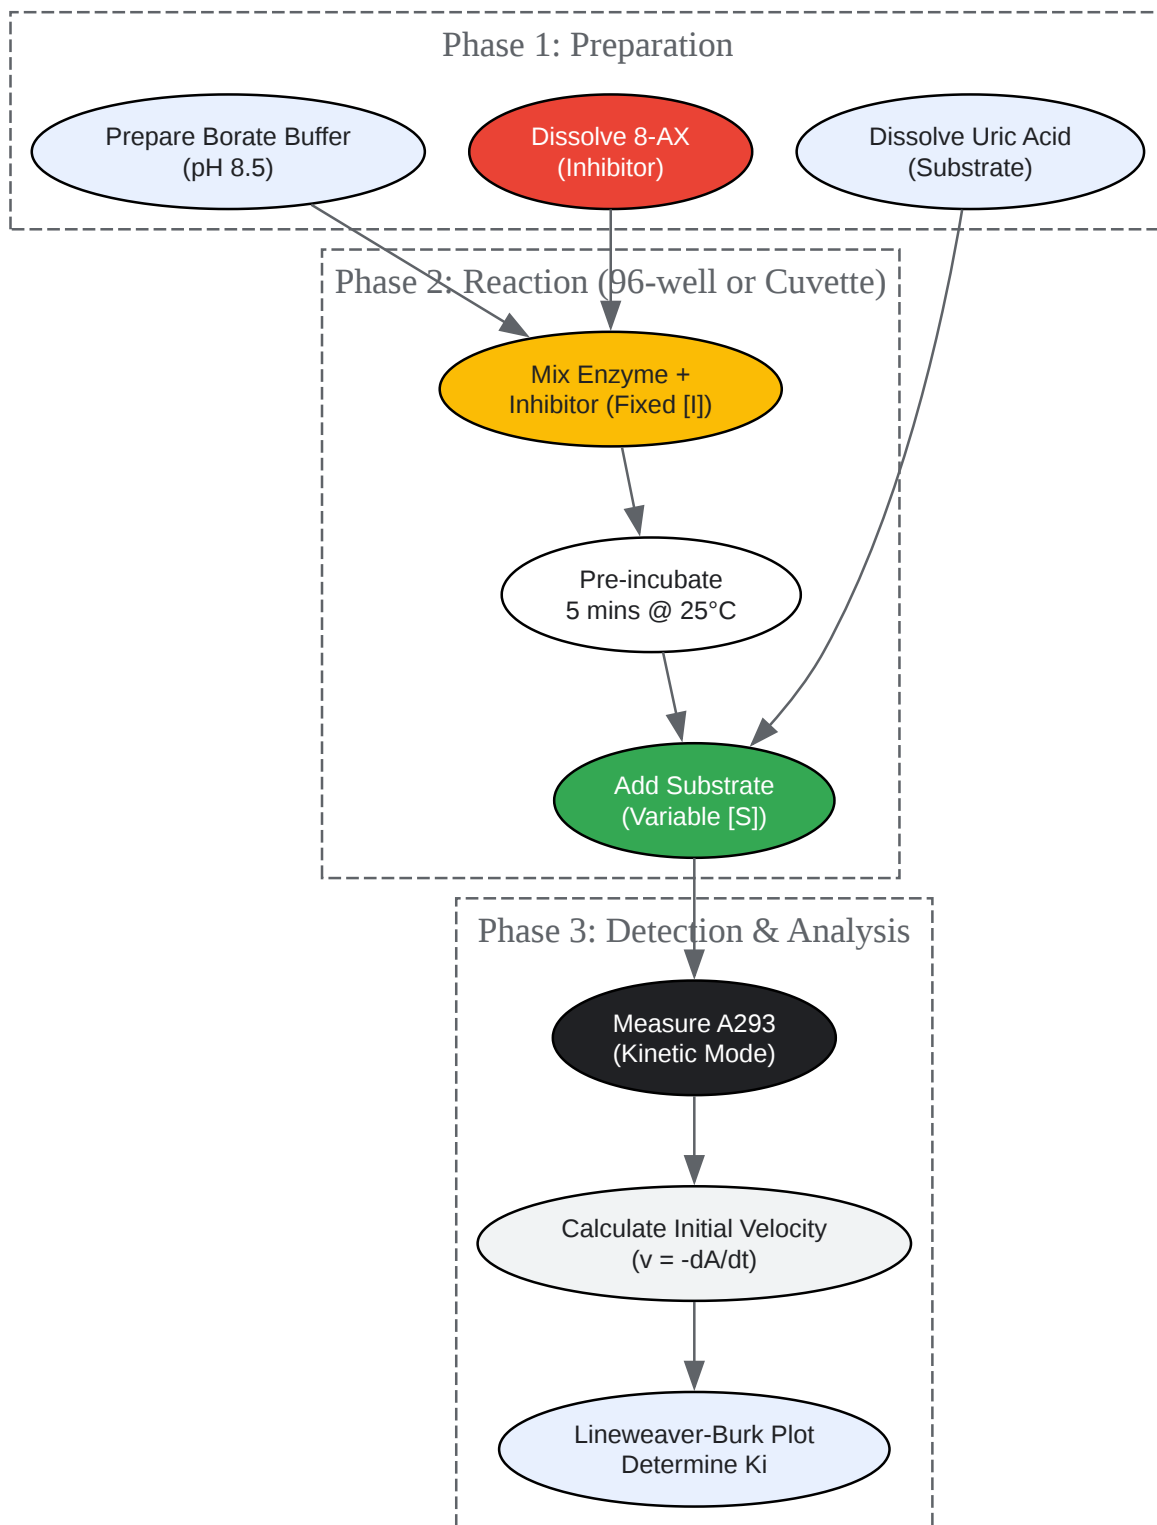 Phase 1: Preparation
Prepare Borate Buffer
(pH 8.5)
Dissolve 8-AX
(Inhibitor)
Dissolve Uric Acid
(Substrate)
Phase 2: Reaction (96-well or Cuvette)
Mix Enzyme +
Inhibitor (Fixed [I])
Pre-incubate
5 mins @ 25°C
Add Substrate
(Variable [S])
Phase 3: Detection & Analysis
Measure A293
(Kinetic Mode)
Calculate Initial Velocity
(v = -dA/dt)
Lineweaver-Burk Plot
Determine Ki